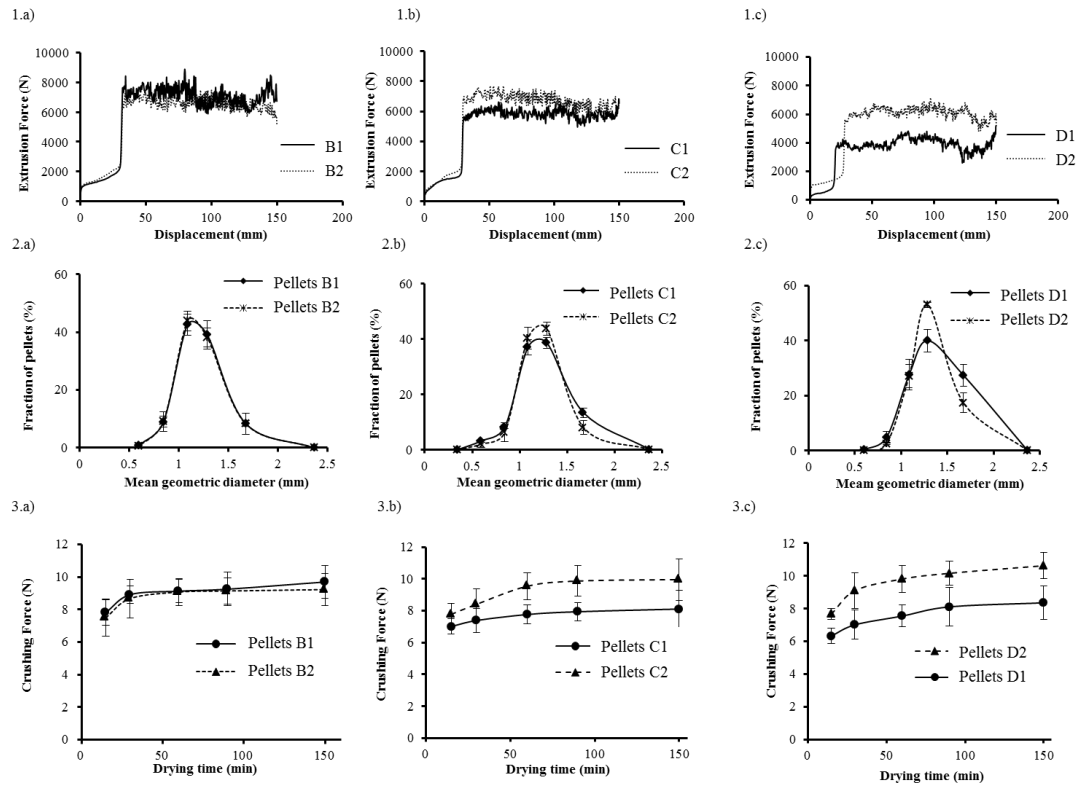 1.a)
1.b)
1.c)
Extrusion Force (N)
10000
8000
6000
4000
2000
0
0
50
100
150
200
Displacement (mm)
B1
B2
Extrusion Force (N)
10000
8000
6000
4000
2000
0
0
50
100
150
200
Displacement (mm)
C1
C2
Extrusion Force (N)
10000
8000
6000
4000
2000
0
0
50
100
150
200
Displacement (mm)
D1
D2
2.a)
2.b)
2.c)
Fraction of pellets (%)
60
40
20
0
0
0.5
1
1.5
2
2.5
Mean geometric diameter (mm)
Pellets B1
Pellets B2
Fraction of pellets (%)
60
40
20
0
0
0.5
1
1.5
2
2.5
Mean geometric diameter (mm)
Pellets C1
Pellets C2
Fraction of pellets (%)
60
40
20
0
0
0.5
1
1.5
2
2.5
Meam geometric diameter (mm)
Pellets D1
Pellets D2
3.a)
3.b)
3.c)
Crushing Force (N)
12
10
8
6
4
2
0
0
50
100
150
Drying time (min)
Pellets B1
Pellets B2
Crushing Force (N)
12
10
8
6
4
2
0
0
50
100
150
Drying time (min)
Pellets C1
Pellets C2
Crushing Force (N)
12
10
8
6
4
2
0
0
50
100
150
Drying time (min)
Pellets D2
Pellets D1